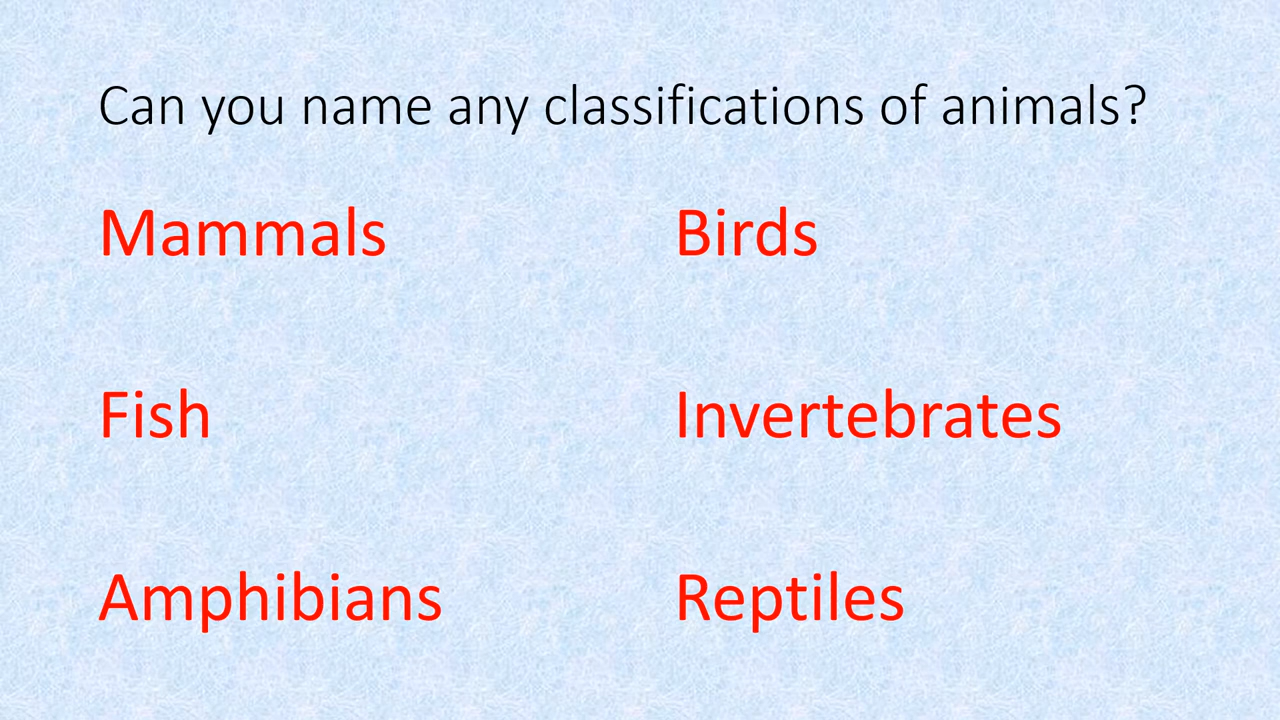 Can you name any classifications of animals?
Mammals
Birds
Fish
Invertebrates
Amphibians
Reptiles